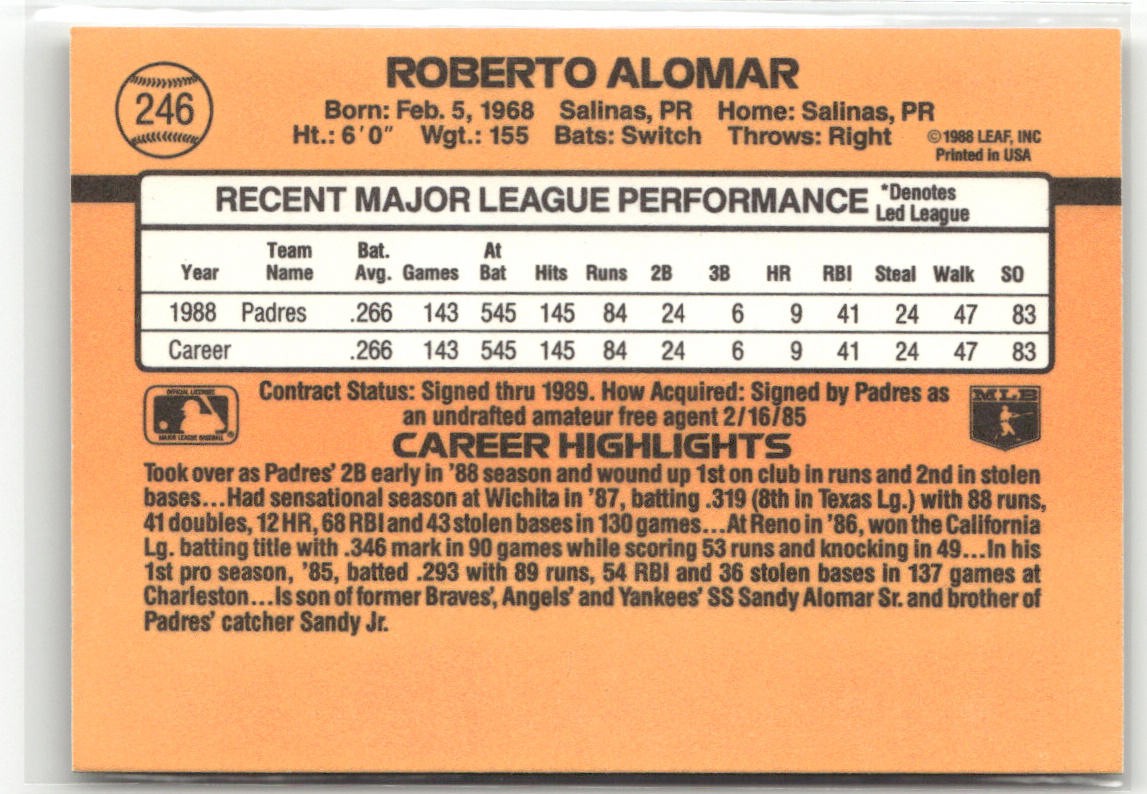 246
ROBERTO ALOMAR
Born: Feb. 5, 1968 Salinas, PR Home: Salinas, PR
Ht.: 6'0" Wgt.: 155 Bats: Switch Throws: Right
©1988 LEAF, INC
Printed in USA
RECENT MAJOR LEAGUE PERFORMANCE
*Denotes
Led League
Year Team Name Bat. Avg. Games At Bat Hits Runs 2B 3B HR RBI Steal Walk SO
1988 Padres .266 143 545 145 84 24 6 9 41 24 47 83
Career .266 143 545 145 84 24 6 9 41 24 47 83
OFFICIAL LICENSEE
MAJOR LEAGUE BASEBALL
®
Contract Status: Signed thru 1989. How Acquired: Signed by Padres as
an undrafted amateur free agent 2/16/85
MLB
CAREER HIGHLIGHTS
Took over as Padres' 2B early in '88 season and wound up 1st on club in runs and 2nd in stolen
bases...Had sensational season at Wichita in '87, batting .319 (8th in Texas Lg.) with 88 runs,
41 doubles, 12 HR, 68 RBI and 43 stolen bases in 130 games...At Reno in '86, won the California
Lg. batting title with .346 mark in 90 games while scoring 53 runs and knocking in 49...In his
1st pro season, '85, batted .293 with 89 runs, 54 RBI and 36 stolen bases in 137 games at
Charleston...Is son of former Braves', Angels' and Yankees' SS Sandy Alomar Sr. and brother of
Padres' catcher Sandy Jr.